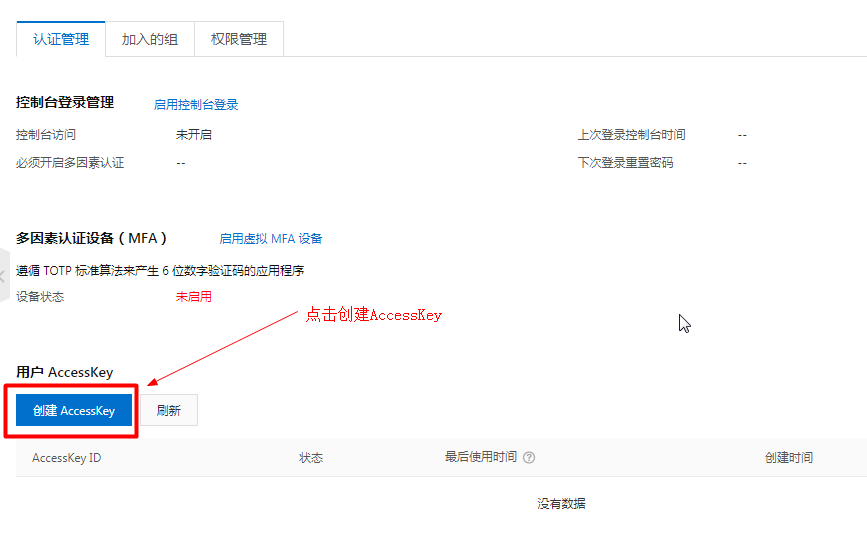 认证管理 加入的组 权限管理
控制台登录管理 启用控制台登录
控制台访问 未开启 上次登录控制台时间 --
必须开启多因素认证 -- 下次登录重置密码 --
多因素认证设备（MFA） 启用虚拟 MFA 设备
遵循 TOTP 标准算法来产生 6 位数字验证码的应用程序
设备状态 未启用
点击创建AccessKey
用户 AccessKey
创建 AccessKey 刷新
AccessKey ID 状态 最后使用时间 ? 创建时间
没有数据